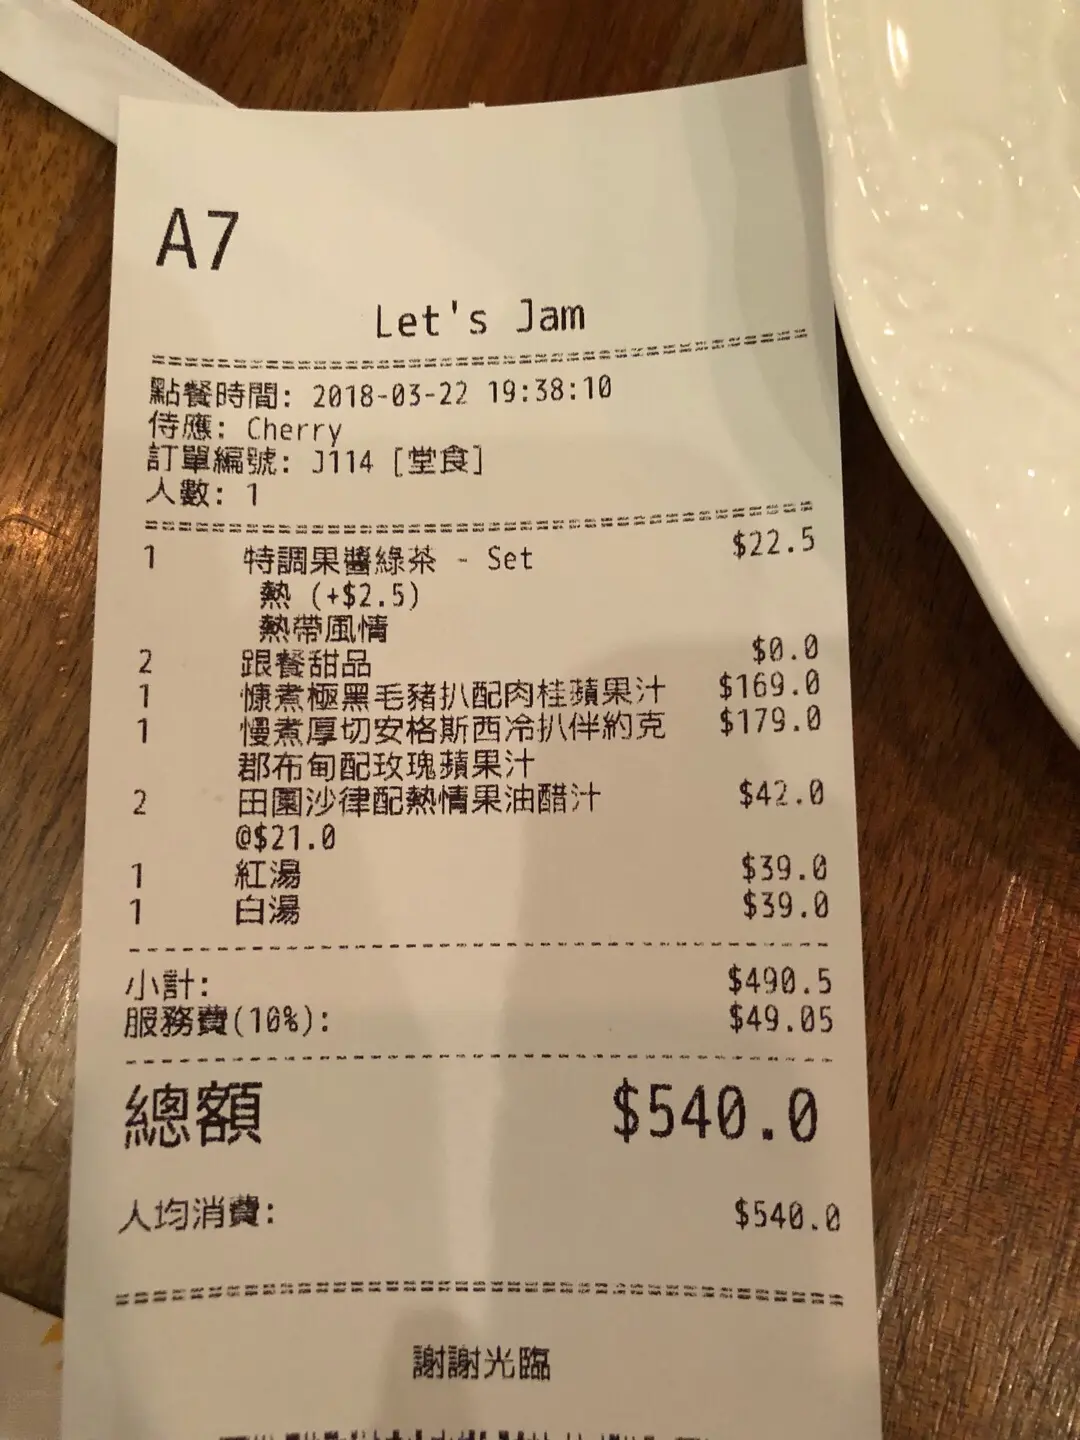 A7
Let's Jam
點餐時間: 2018-03-22 19:38:10
侍應: Cherry
訂單編號: J114 [堂食]
人數: 1
1 特調果醬綠茶 - Set $22.5
熱 (+$2.5)
熱帶風情
2 跟餐甜品 $0.0
1 慷煮極黑毛豬扒配肉桂蘋果汁 $169.0
1 慢煮厚切安格斯西冷扒伴約克 $179.0
郡布甸配玫瑰蘋果汁
2 田園沙律配熱情果油醋汁 $42.0
@$21.0
1 紅湯 $39.0
1 白湯 $39.0
小計: $490.5
服務費(10%): $49.05
總額 $540.0
人均消費: $540.0
謝謝光臨